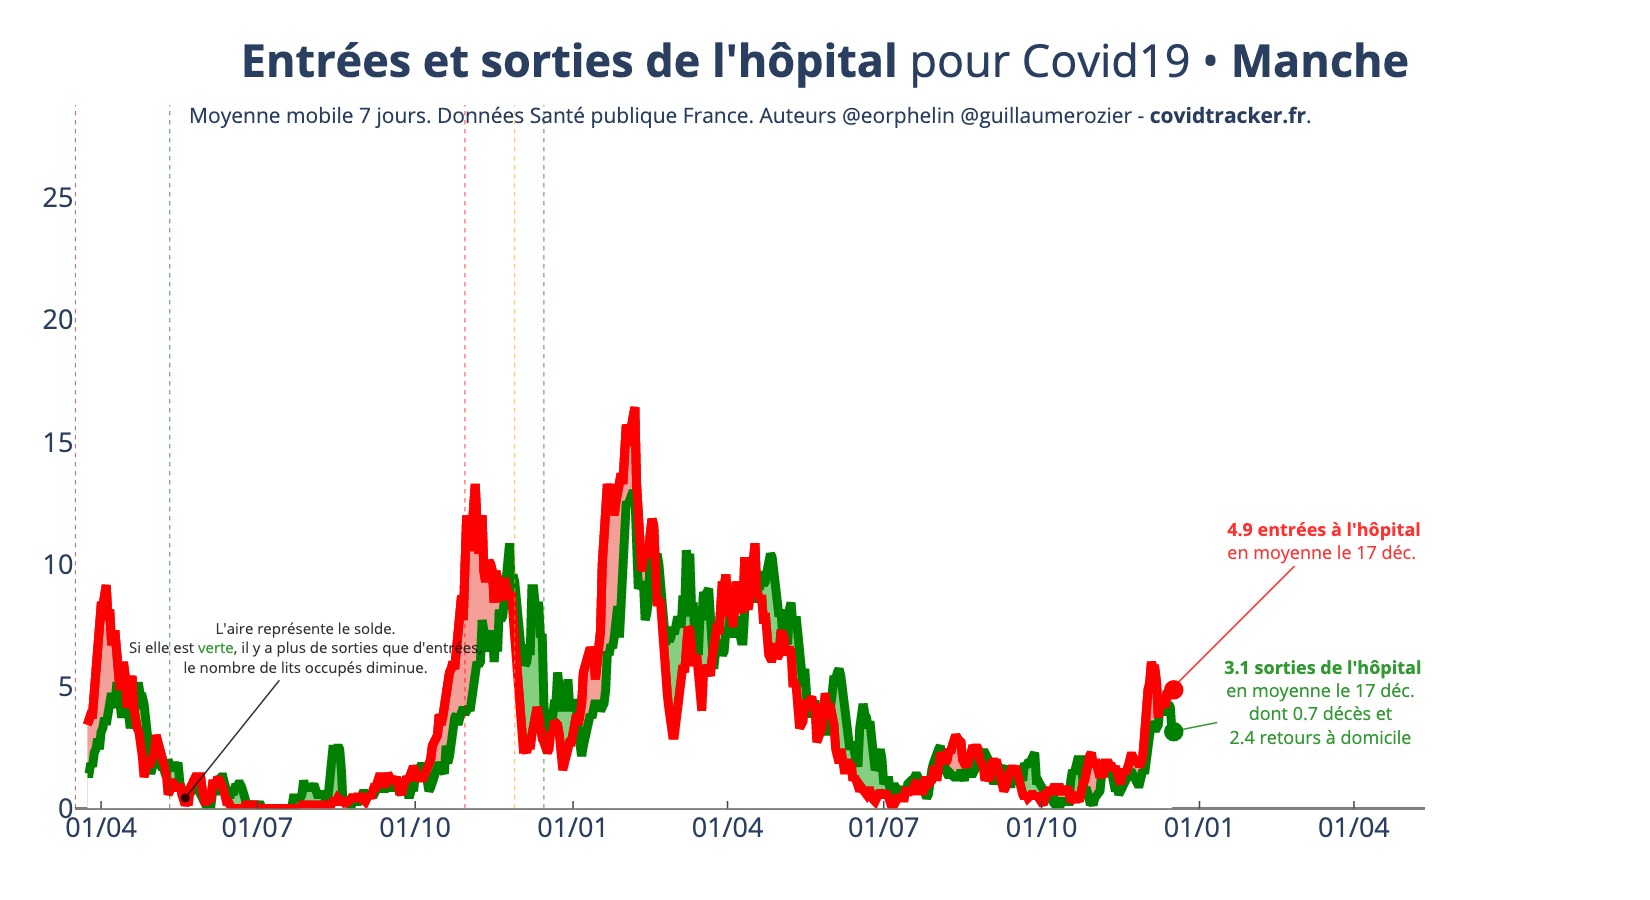 Entrées et sorties de l'hôpital pour Covid19 • Manche
Moyenne mobile 7 jours. Données Santé publique France. Auteurs @eorphelin @guillaumerozier - covidtracker.fr.
25
20
15
10
5
0
4.9 entrées à l'hôpital
en moyenne le 17 déc.
L'aire représente le solde.
Si elle est verte, il y a plus de sorties que d'entrées,
le nombre de lits occupés diminue.
3.1 sorties de l'hôpital
en moyenne le 17 déc.
dont 0.7 décès et
2.4 retours à domicile
01/04 01/07 01/10 01/01 01/04 01/07 01/10 01/01 01/04